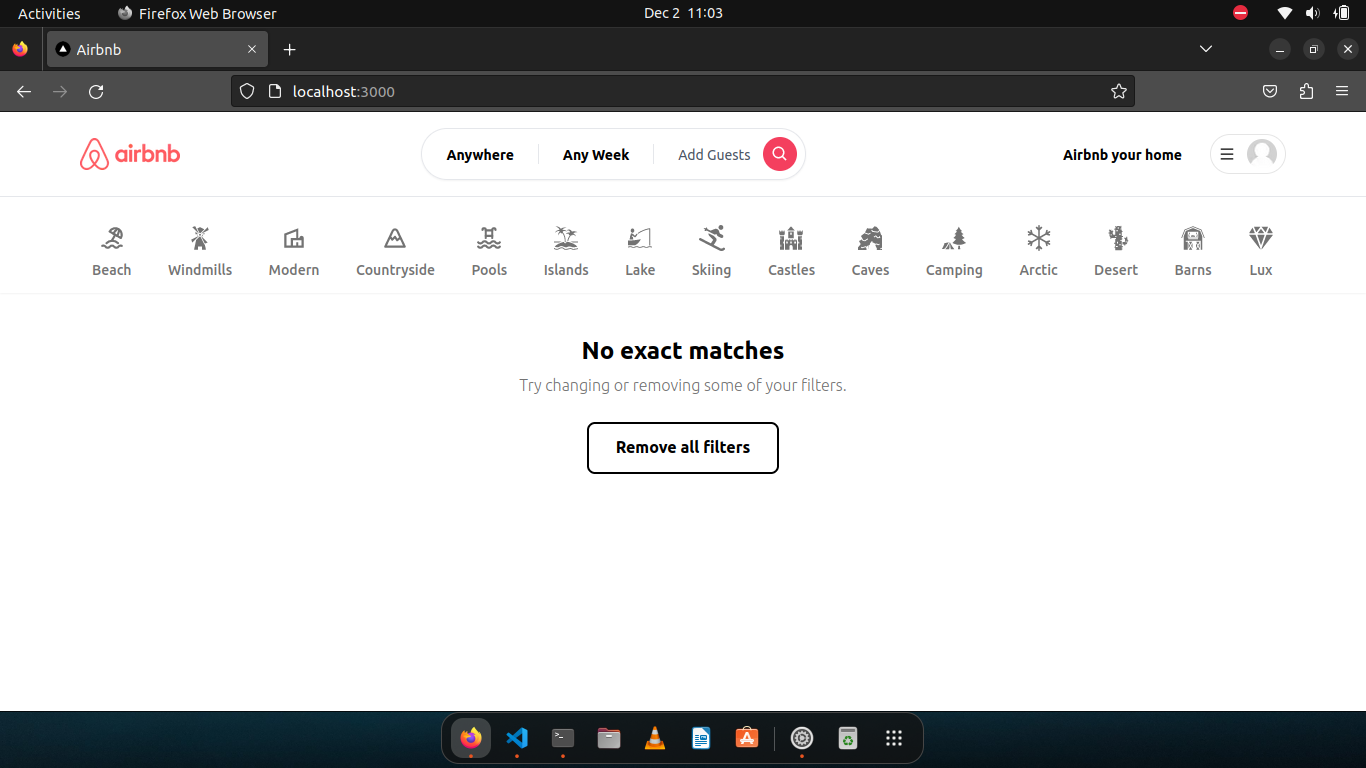 Activities Firefox Web Browser Dec 2 11:03
Airbnb
localhost:3000
airbnb Anywhere Any Week Add Guests Airbnb your home
Beach Windmills Modern Countryside Pools Islands Lake Skiing Castles Caves Camping Arctic Desert Barns Lux
No exact matches
Try changing or removing some of your filters.
Remove all filters